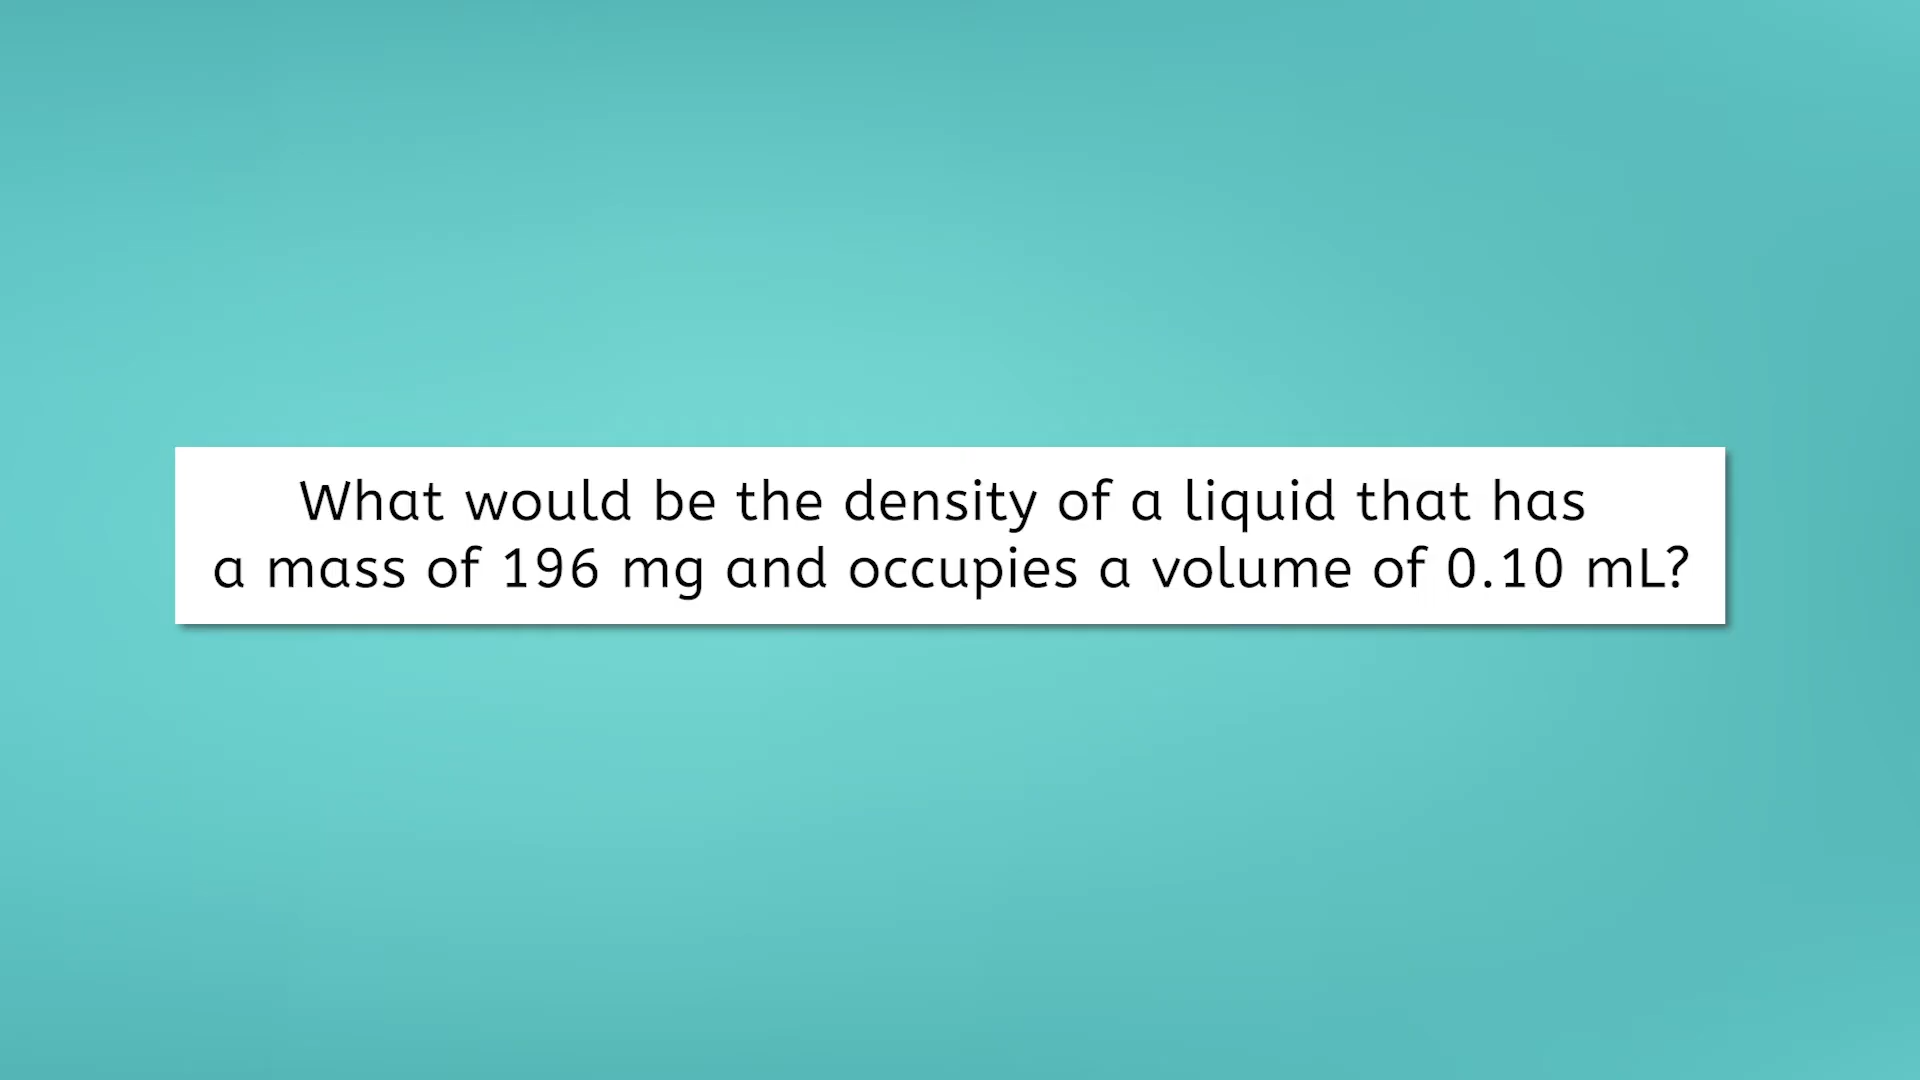 What would be the density of a liquid that has
a mass of 196 mg and occupies a volume of 0.10 mL?